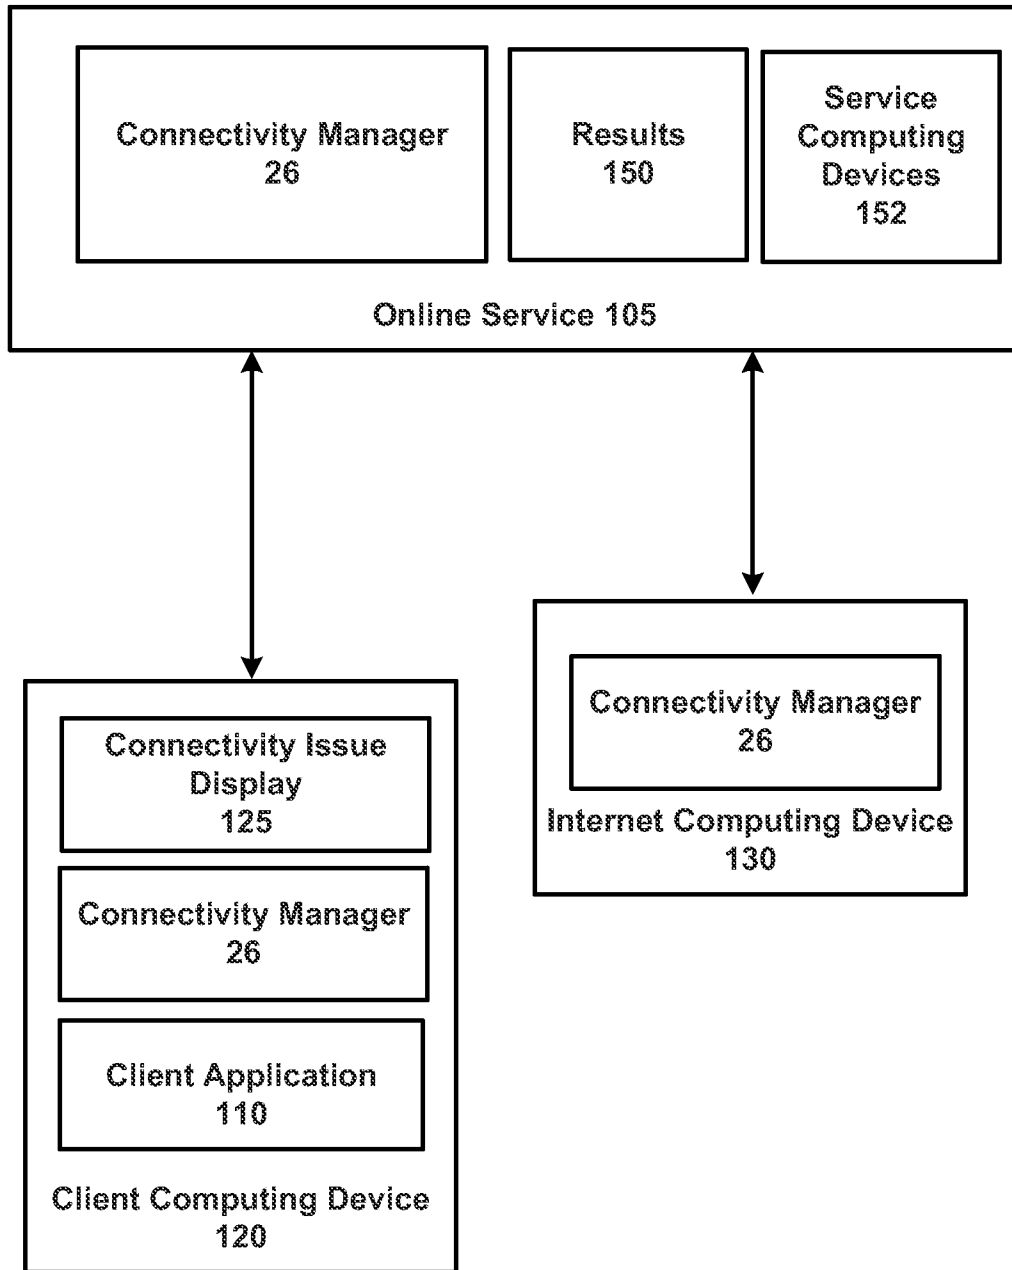 Connectivity Manager
26
Results
150
Service
Computing
Devices
152
Online Service 105
Connectivity Issue
Display
125
Connectivity Manager
26
Client Application
110
Client Computing Device
120
Connectivity Manager
26
Internet Computing Device
130